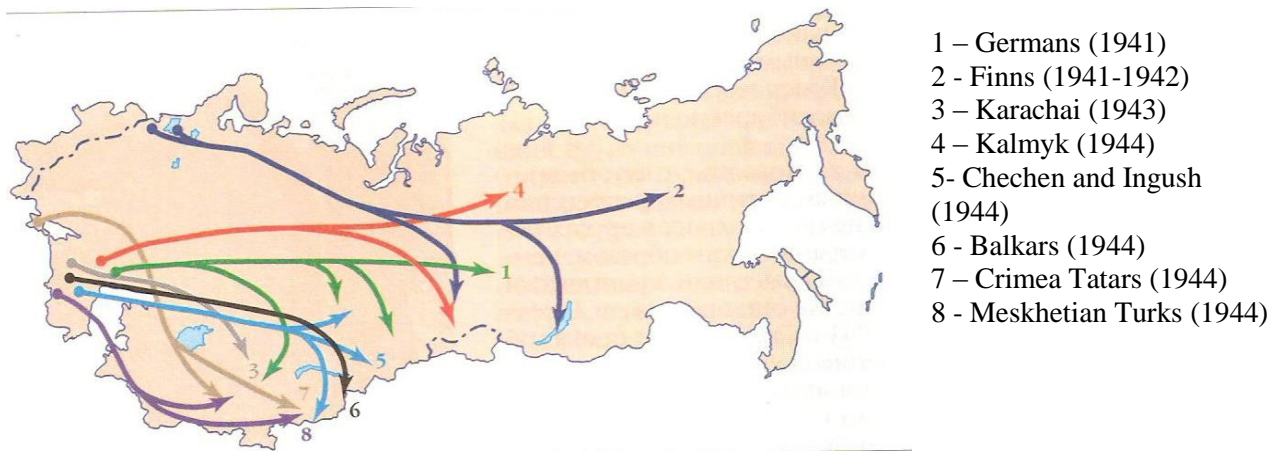 1 – Germans (1941)
2 - Finns (1941-1942)
3 – Karachai (1943)
4 – Kalmyk (1944)
5- Chechen and Ingush
(1944)
6 - Balkars (1944)
7 – Crimea Tatars (1944)
8 - Meskhetian Turks (1944)
4
2
1
3
5
7
6
8